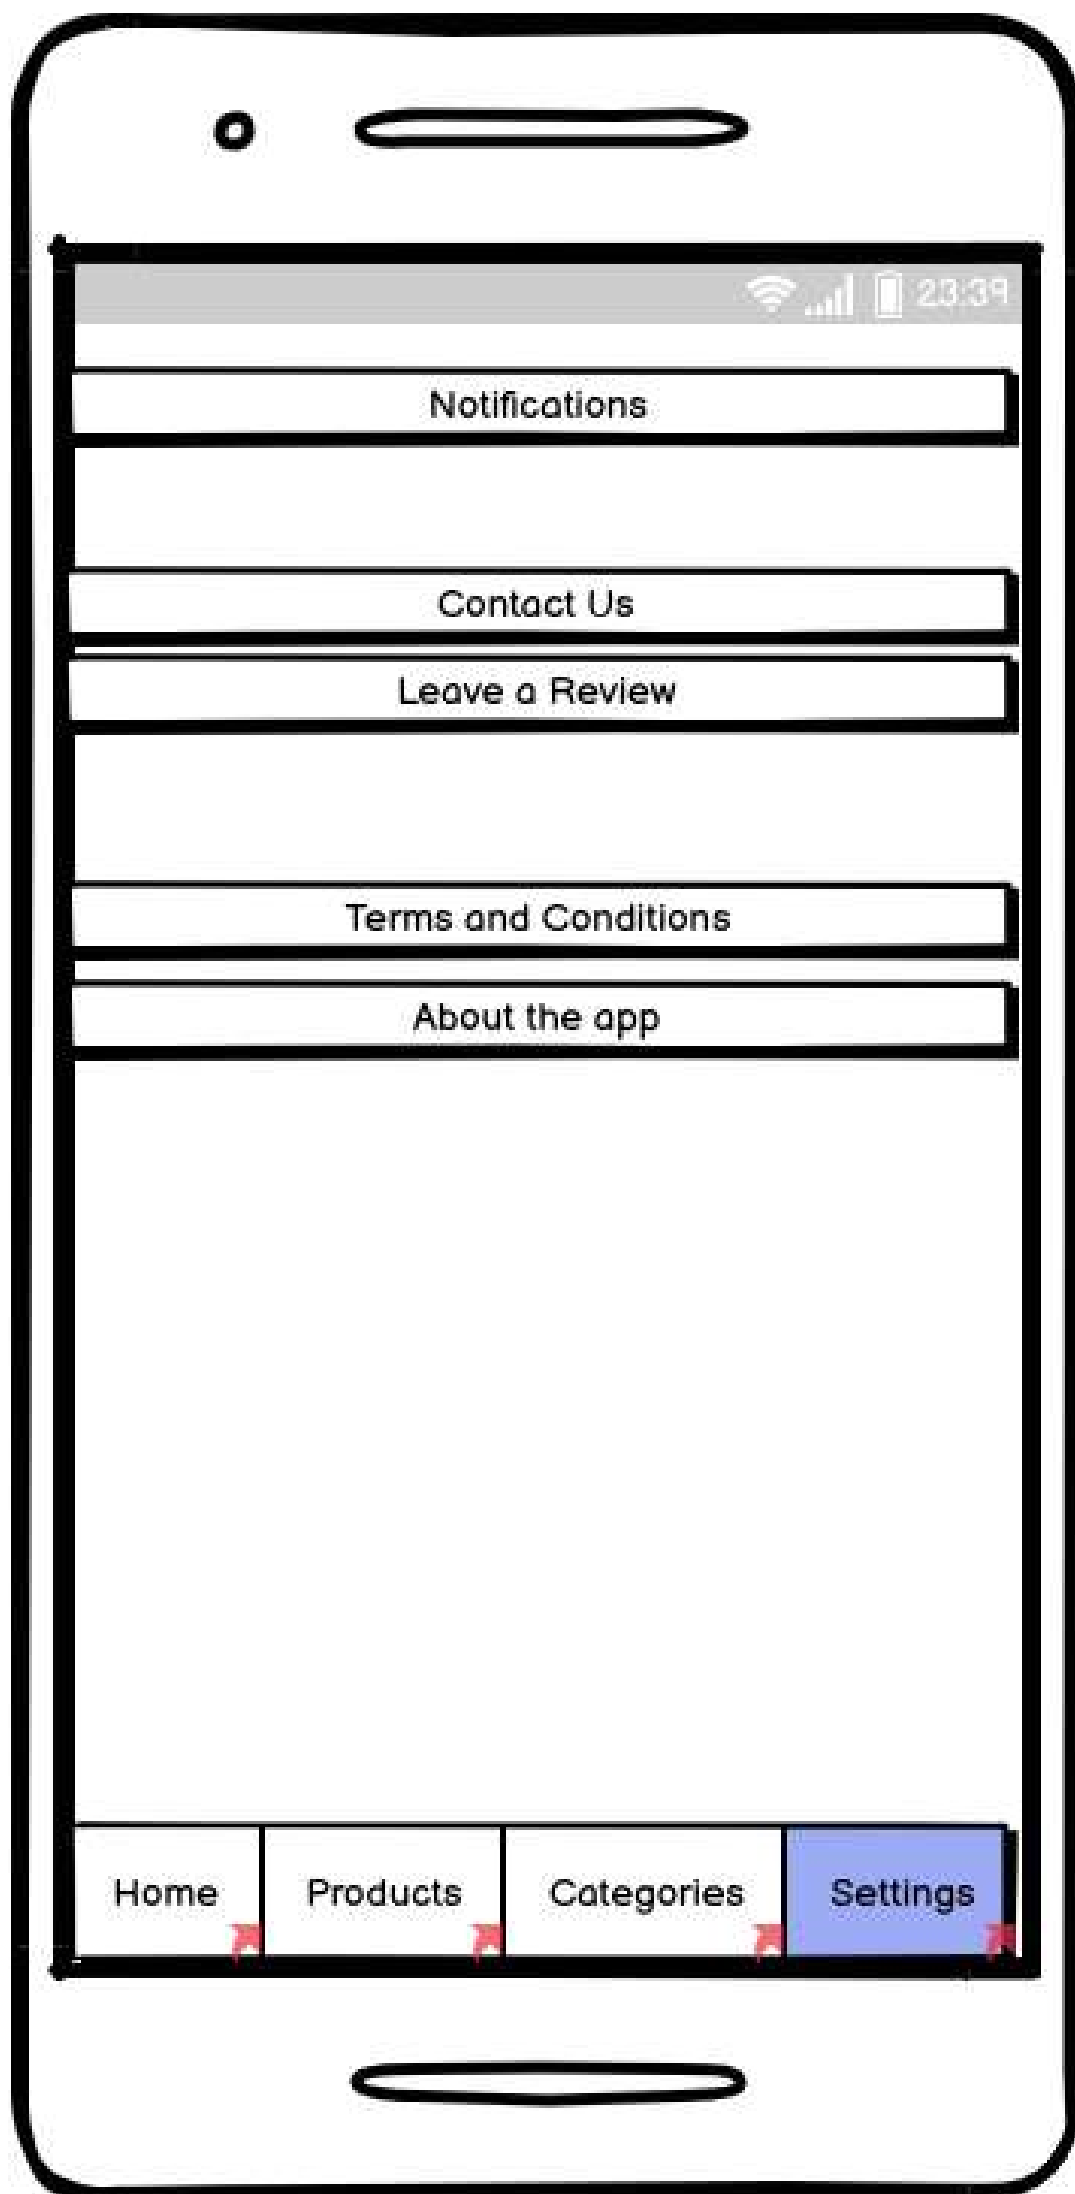 23:39
Notifications
Contact Us
Leave a Review
Terms and Conditions
About the app
Home Products Categories Settings